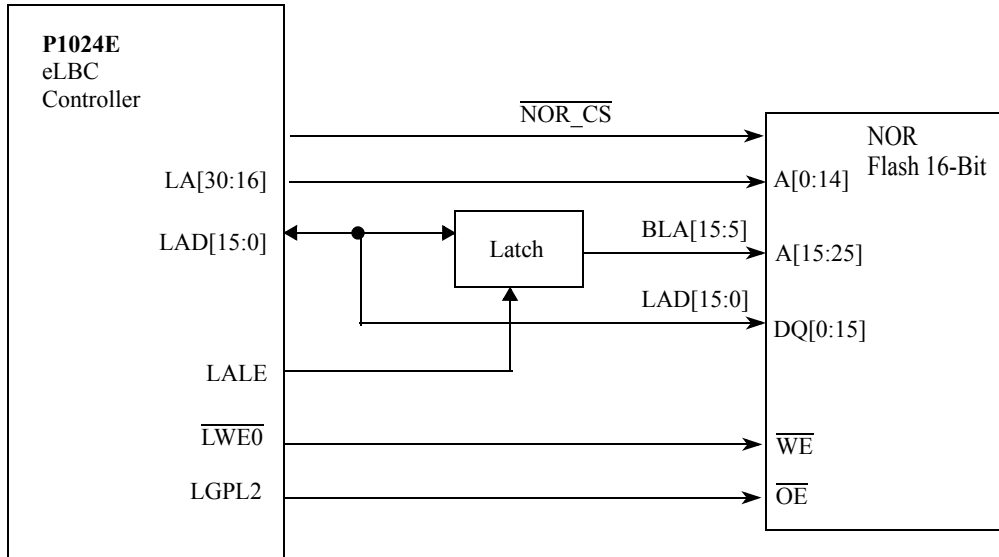 P1024E
eLBC
Controller
NOR_CS
NOR
Flash 16-Bit
LA[30:16]
A[0:14]
LAD[15:0]
Latch
BLA[15:5]
A[15:25]
LAD[15:0]
DQ[0:15]
LALE
LWE0
WE
LGPL2
OE